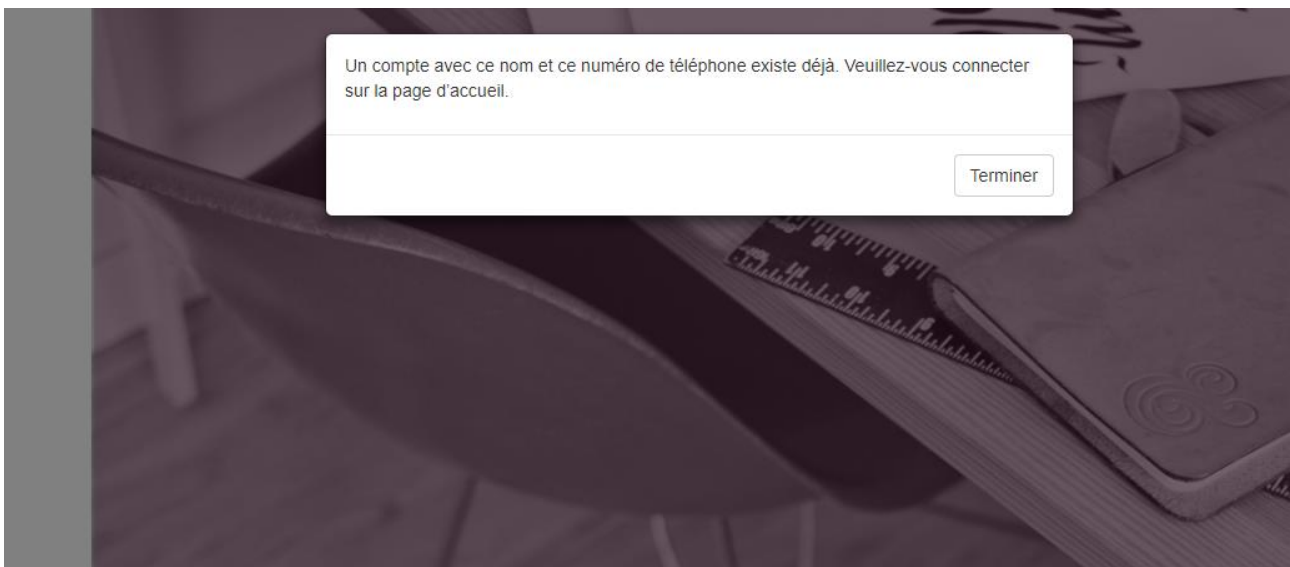 Un compte avec ce nom et ce numéro de téléphone existe déjà. Veuillez-vous connecter
sur la page d'accueil.
Terminer